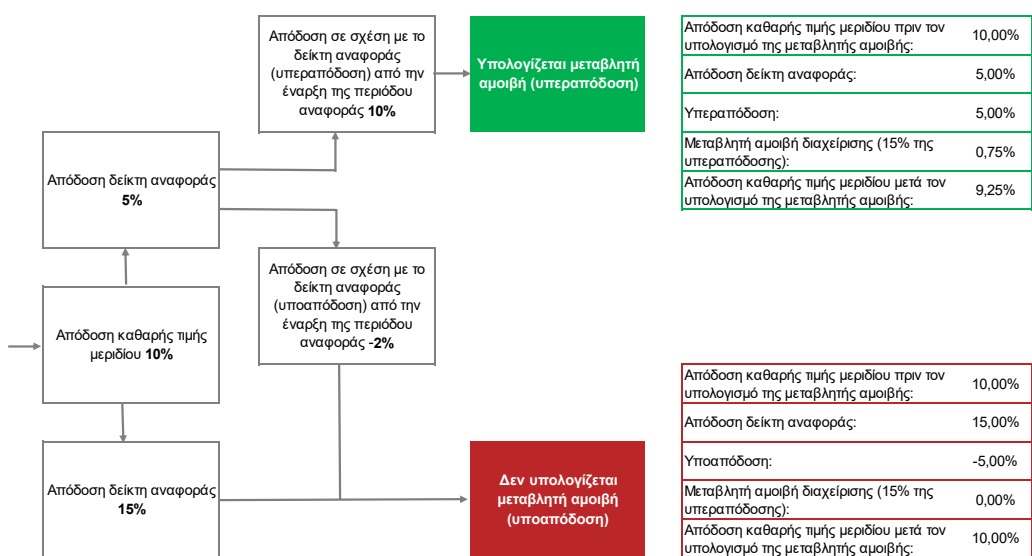 Απόδοση σε σχέση με το
δείκτη αναφοράς
(υπεραπόδοση) από την
έναρξη της περιόδου
αναφοράς 10%
Υπολογίζεται μεταβλητή
αμοιβή (υπεραπόδοση)
Απόδοση καθαρής τιμής μεριδίου πριν τον
υπολογισμό της μεταβλητής αμοιβής:
10,00%
Απόδοση δείκτη αναφοράς:
5,00%
Υπεραπόδοση:
5,00%
Μεταβλητή αμοιβή διαχείρισης (15% της
υπεραπόδοσης):
0,75%
Απόδοση καθαρής τιμής μεριδίου μετά τον
υπολογισμό της μεταβλητής αμοιβής:
9,25%
Απόδοση δείκτη αναφοράς
5%
Απόδοση σε σχέση με το
δείκτη αναφοράς
(υποαπόδοση) από την
έναρξη της περιόδου
αναφοράς -2%
Απόδοση καθαρής τιμής
μεριδίου 10%
Απόδοση δείκτη αναφοράς
15%
Δεν υπολογίζεται
μεταβλητή αμοιβή
(υποαπόδοση)
Απόδοση καθαρής τιμής μεριδίου πριν τον
υπολογισμό της μεταβλητής αμοιβής:
10,00%
Απόδοση δείκτη αναφοράς:
15,00%
Υποαπόδοση:
-5,00%
Μεταβλητή αμοιβή διαχείρισης (15% της
υπεραπόδοσης):
0,00%
Απόδοση καθαρής τιμής μεριδίου μετά τον
υπολογισμό της μεταβλητής αμοιβής:
10,00%